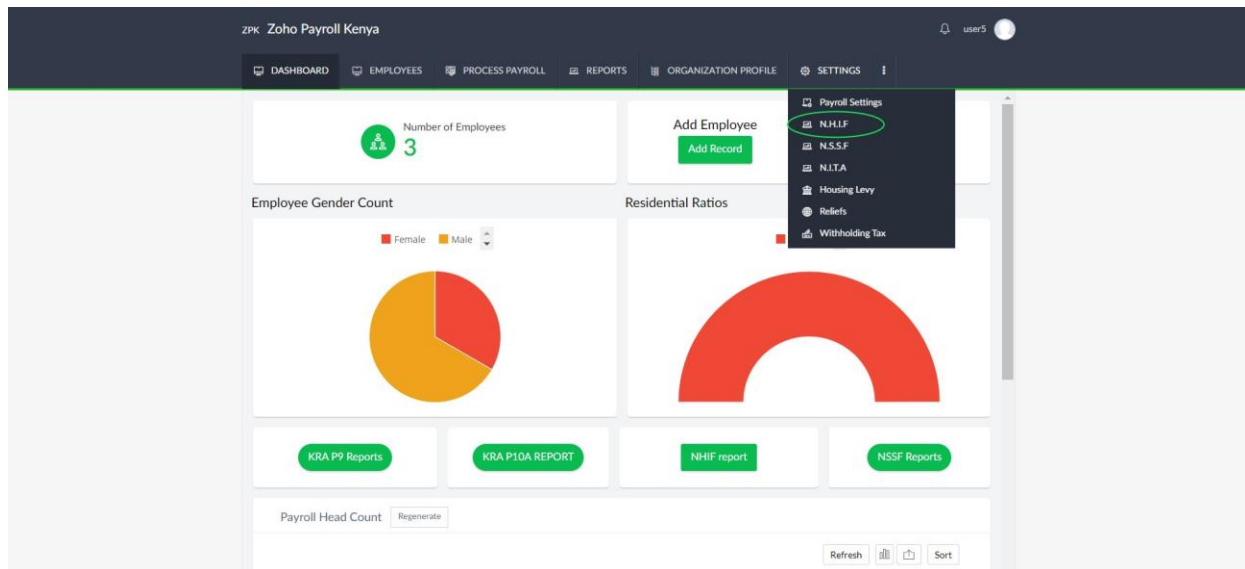 ZPK Zoho Payroll Kenya
user5
DASHBOARD EMPLOYEES PROCESS PAYROLL REPORTS ORGANIZATION PROFILE SETTINGS
Payroll Settings
N.H.I.F
N.S.S.F
N.I.T.A
Housing Levy
Reliefs
Withholding Tax
Number of Employees
3
Add Employee
Add Record
Employee Gender Count
Residential Ratios
Female Male
KRA P9 Reports
KRA P10A REPORT
NHIF report
NSSF Reports
Payroll Head Count Regenerate
Refresh Sort